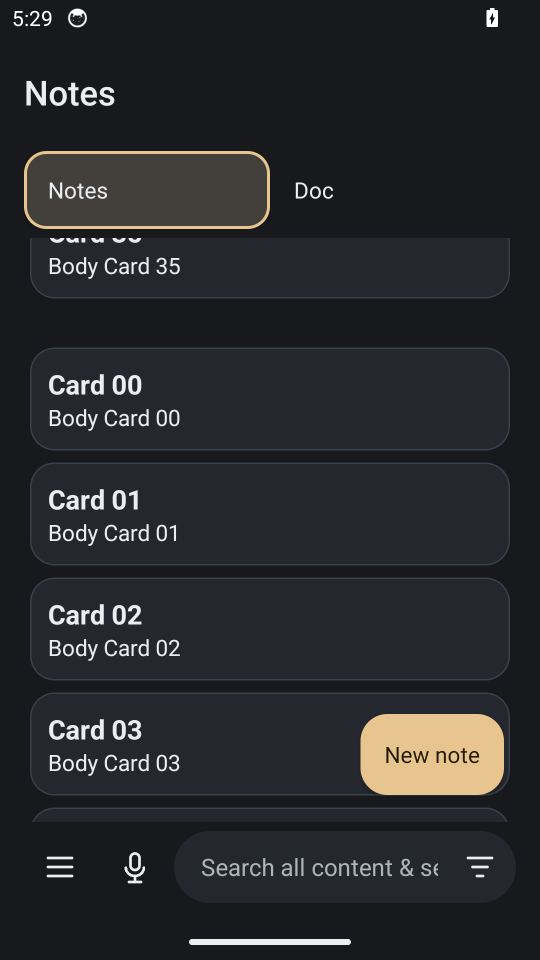 5:29
Notes
Notes
Doc
Body Card 35
Card 00
Body Card 00
Card 01
Body Card 01
Card 02
Body Card 02
Card 03
Body Card 03
New note
Search all content & se